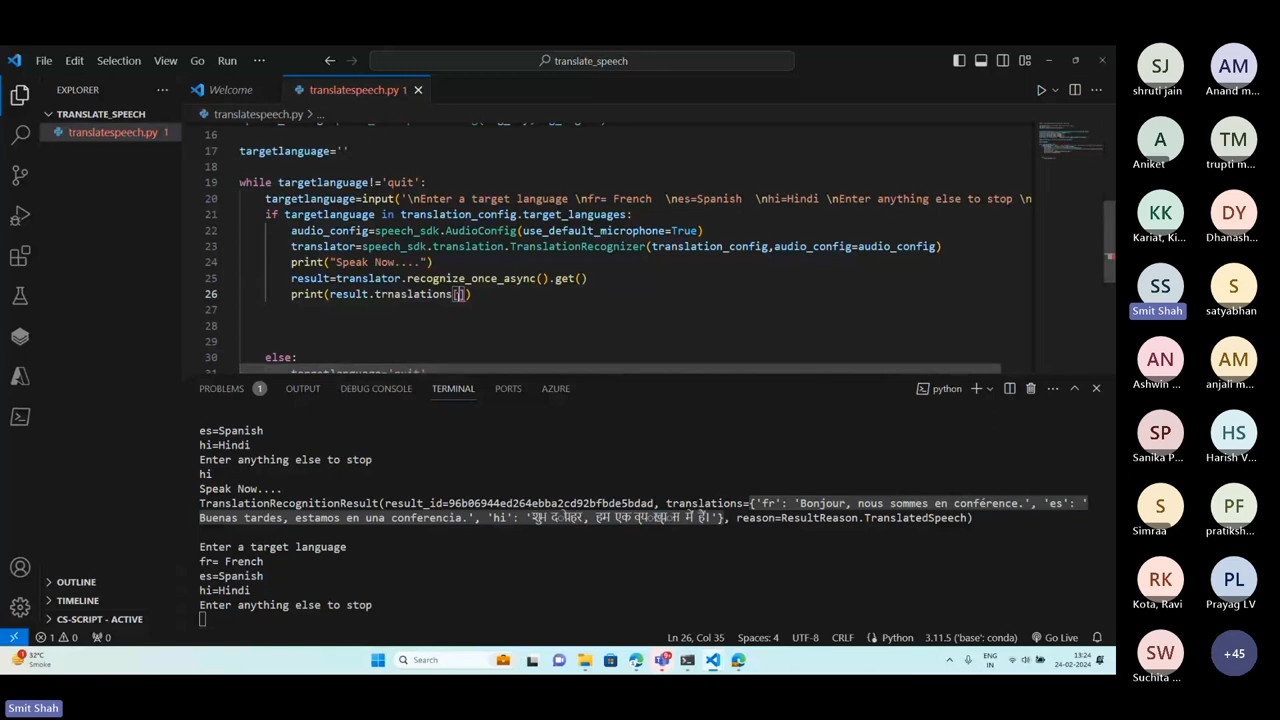 File Edit Selection View Go Run ··· translate_speech
EXPLORER ··· Welcome translatespeech.py 1
TRANSLATE_SPEECH
translatespeech.py 1
translatespeech.py > ...
16
17 targetlanguage=''
18
19 while targetlanguage!='quit':
20 targetlanguage=input('\nEnter a target language \nfr= French \nes=Spanish \nhi=Hindi \nEnter anything else to stop \n
21 if targetlanguage in translation_config.target_languages:
22 audio_config=speech_sdk.AudioConfig(use_default_microphone=True)
23 translator=speech_sdk.translation.TranslationRecognizer(translation_config,audio_config=audio_config)
24 print("Speak Now....")
25 result=translator.recognize_once_async().get()
26 print(result.trnaslations[])
27
28
29
30 else:
31 targetlanguage='quit'
PROBLEMS 1 OUTPUT DEBUG CONSOLE TERMINAL PORTS AZURE python
es=Spanish
hi=Hindi
Enter anything else to stop
hi
Speak Now....
TranslationRecognitionResult(result_id=96b06944ed264ebba2cd92bfbde5bdad, translations={'fr': 'Bonjour, nous sommes en conférence.', 'es': '
Buenas tardes, estamos en una conferencia.', 'hi': 'शुभ दोपहर, हम एक व्याख्यान में हैं।'}, reason=ResultReason.TranslatedSpeech)
Enter a target language
fr= French
es=Spanish
hi=Hindi
Enter anything else to stop
OUTLINE
TIMELINE
CS-SCRIPT - ACTIVE
1 0 0 Ln 26, Col 35 Spaces: 4 UTF-8 CRLF Python 3.11.5 ('base': conda) Go Live
32°C
Smoke
Search
ENG
IN
13:24
24-02-2024
SJ AM
shruti jain Anand m...
A TM
Aniket trupti m...
KK DY
Kariat, Ki... Dhanash...
SS S
Smit Shah satyabhan
AN AM
Ashwin ... anjali m...
SP HS
Sanika P... Harish V...
S PF
Simraa pratiksh...
RK PL
Kota, Ravi Prayag LV
SW +45
Suchita ...
Smit Shah